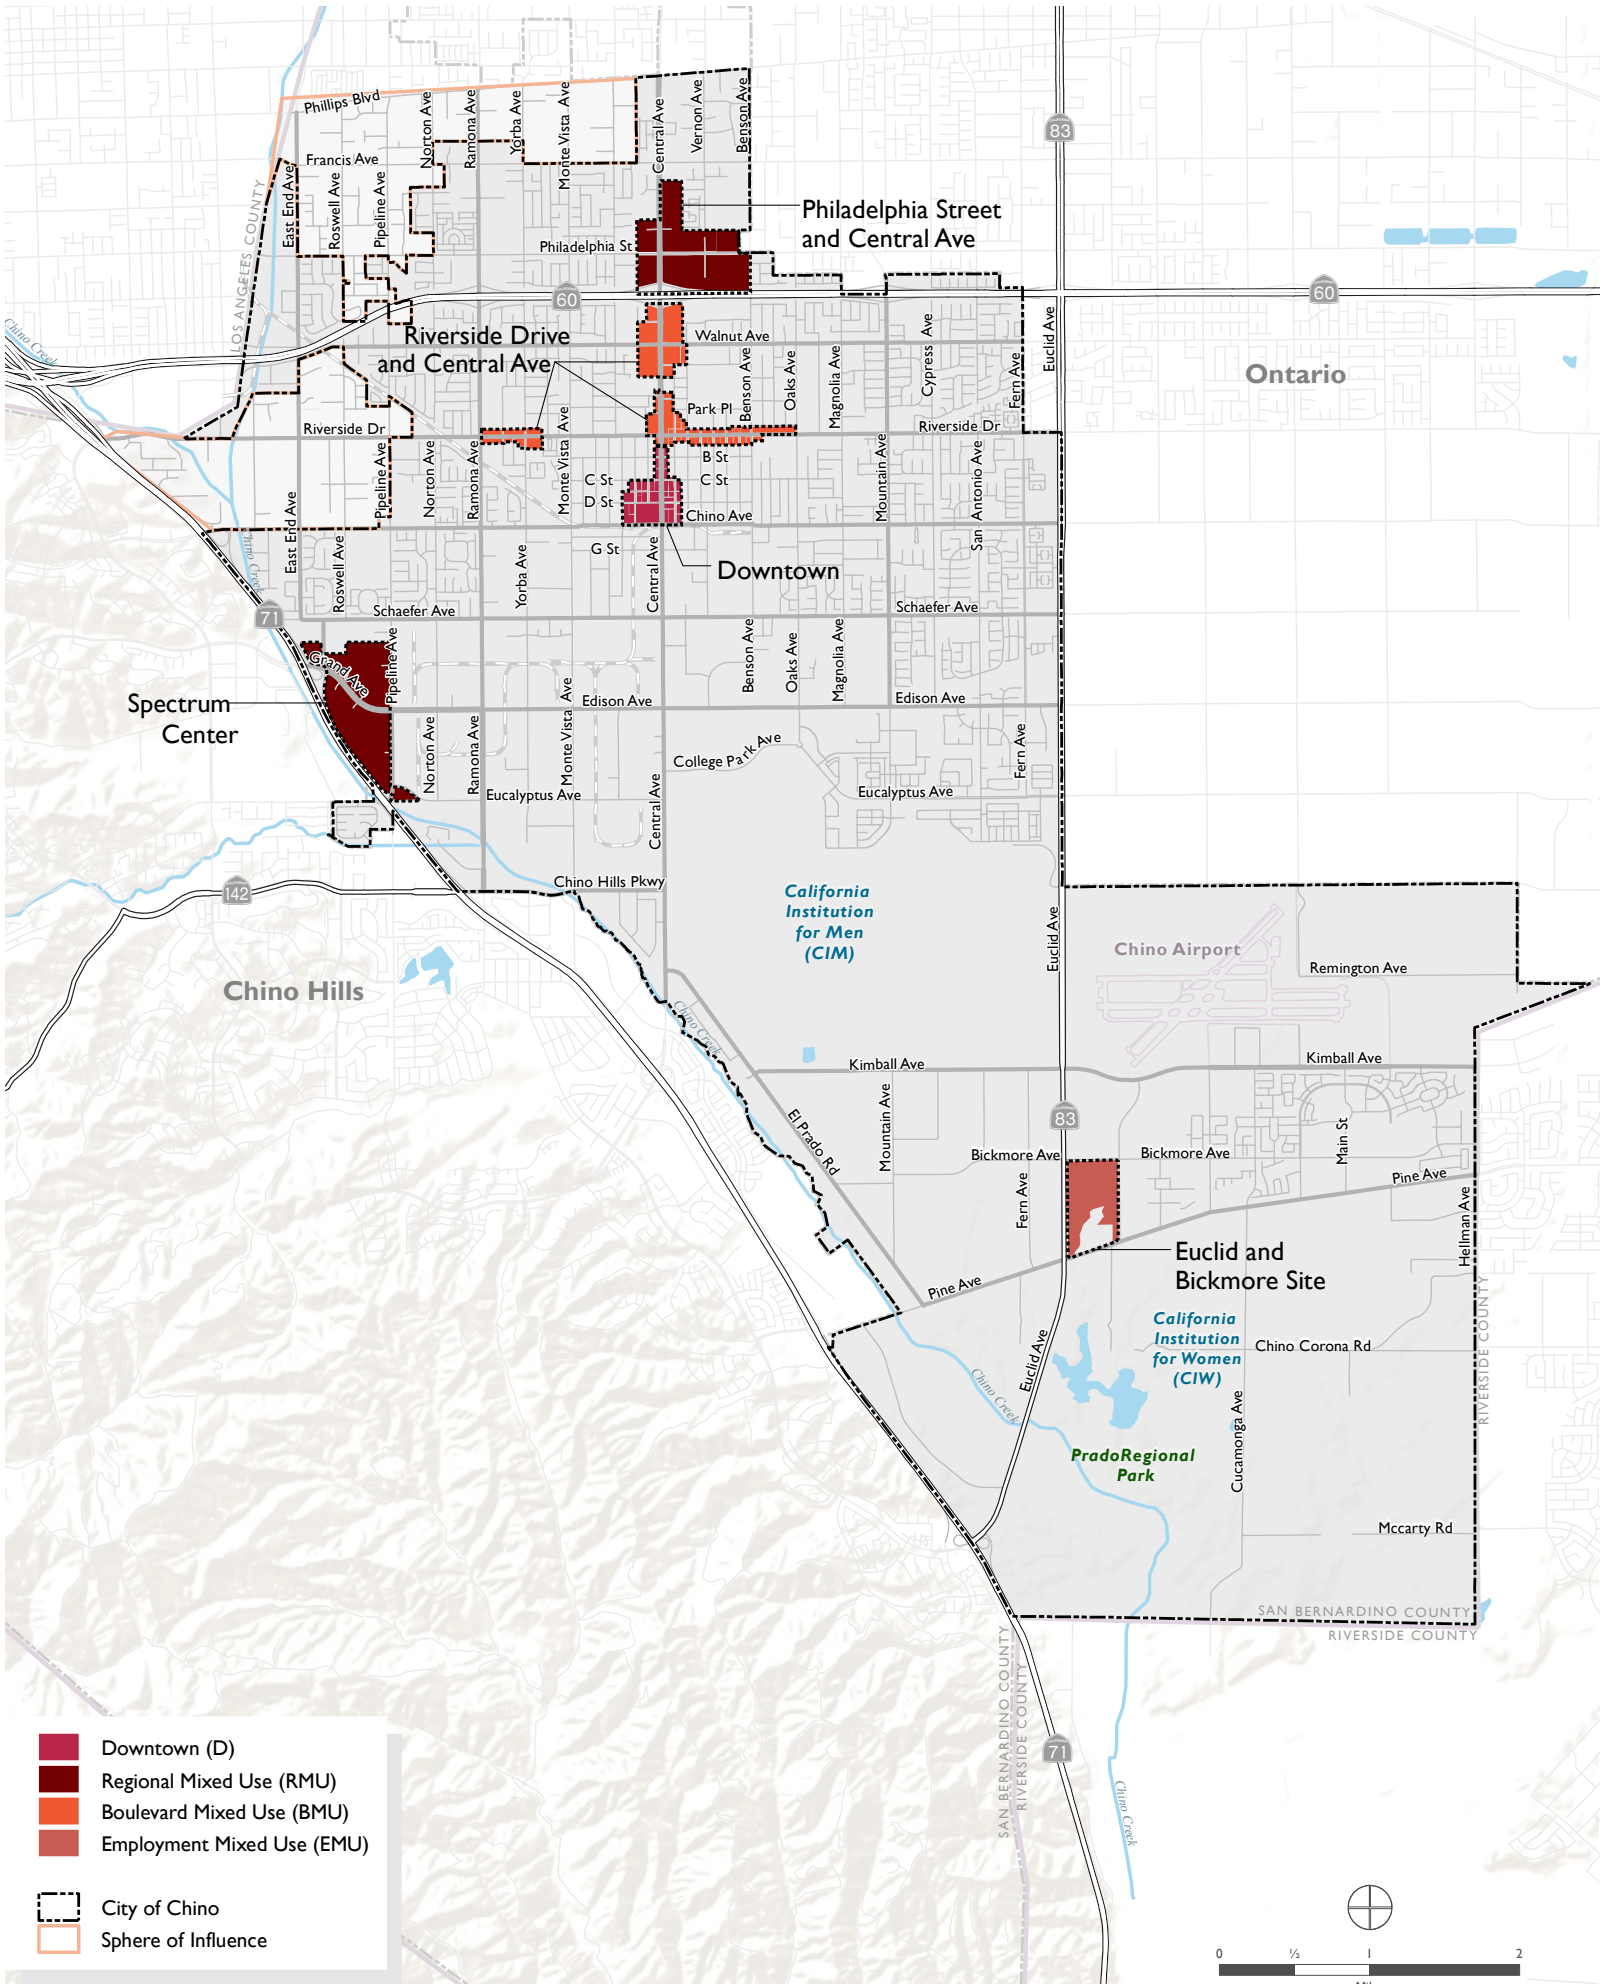 Phillips Blvd
Norton Ave
Ramona Ave
Yorba Ave
Monte Vista Ave
Central Ave
Vernon Ave
Benson Ave
83
Francis Ave
East End Ave
Roswell Ave
Pipeline Ave
LOS ANGELES COUNTY
Philadelphia St
Philadelphia Street
and Central Ave
60
60
Chino Creek
Riverside Drive
and Central Ave
Walnut Ave
Benson Ave
Oaks Ave
Magnolia Ave
Cypress Ave
Fern Ave
Euclid Ave
Ontario
Park Pl
Riverside Dr
Riverside Dr
Monte Vista Ave
B St
C St
C St
D St
Chino Ave
Pipeline Ave
Norton Ave
Ramona Ave
Mountain Ave
San Antonio Ave
East End Ave
Roswell Ave
Chino Creek
Yorba Ave
G St
Central Ave
Downtown
71
Schaefer Ave
Schaefer Ave
Grand Ave
Pipeline Ave
Benson Ave
Oaks Ave
Magnolia Ave
Spectrum
Center
Edison Ave
Edison Ave
Norton Ave
Ramona Ave
Monte Vista Ave
College Park Ave
Fern Ave
Eucalyptus Ave
Eucalyptus Ave
Central Ave
142
Chino Hills Pkwy
California
Institution
for Men
(CIM)
Euclid Ave
Chino Airport
Remington Ave
Chino Hills
Chino Creek
Kimball Ave
Kimball Ave
El Prado Rd
Mountain Ave
83
Main St
Bickmore Ave
Bickmore Ave
Pine Ave
Fern Ave
Hellman Ave
Euclid and
Bickmore Site
Pine Ave
California
Institution
for Women
(CIW)
Chino Corona Rd
Euclid Ave
Chino Creek
Cucamonga Ave
RIVERSIDE COUNTY
PradoRegional
Park
Mccarty Rd
SAN BERNARDINO COUNTY
RIVERSIDE COUNTY
SAN BERNARDINO COUNTY
RIVERSIDE COUNTY
71
Chino Creek
Downtown (D)
Regional Mixed Use (RMU)
Boulevard Mixed Use (BMU)
Employment Mixed Use (EMU)
City of Chino
Sphere of Influence
0 ½ 1 2